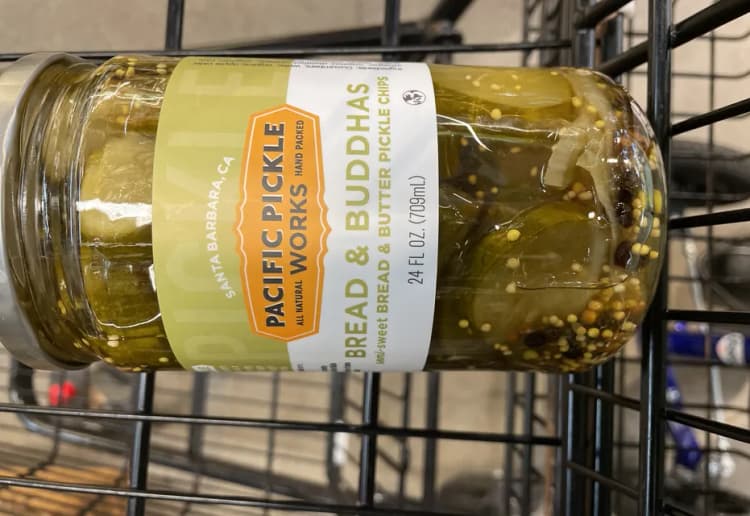 SANTA BARBARA, CA
PACIFIC PICKLE
WORKS
ALL NATURAL HAND PACKED
BREAD & BUDDHAS
semi-sweet BREAD & BUTTER PICKLE CHIPS
24 FL OZ. (709mL)